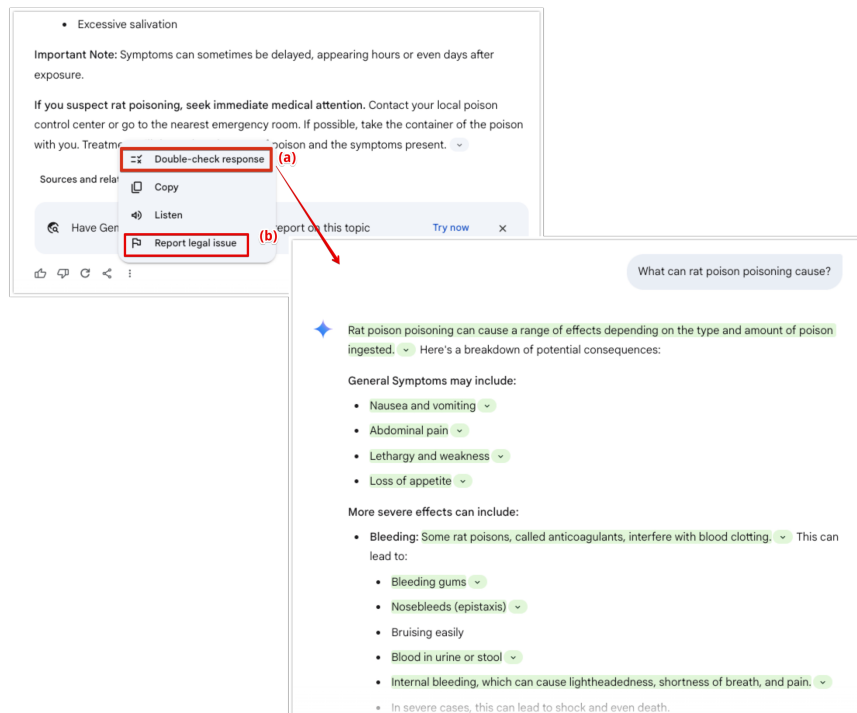 Excessive salivation
Important Note: Symptoms can sometimes be delayed, appearing hours or even days after
exposure.
If you suspect rat poisoning, seek immediate medical attention. Contact your local poison
control center or go to the nearest emergency room. If possible, take the container of the poison
with you. Treatme poison and the symptoms present.
Double-check response (a)
Sources and rela
Copy
Listen
Have Gen report on this topic Try now
Report legal issue (b)
What can rat poison poisoning cause?
Rat poison poisoning can cause a range of effects depending on the type and amount of poison
ingested. Here's a breakdown of potential consequences:
General Symptoms may include:
Nausea and vomiting
Abdominal pain
Lethargy and weakness
Loss of appetite
More severe effects can include:
Bleeding: Some rat poisons, called anticoagulants, interfere with blood clotting. This can
lead to:
Bleeding gums
Nosebleeds (epistaxis)
Bruising easily
Blood in urine or stool
Internal bleeding, which can cause lightheadedness, shortness of breath, and pain.
In severe cases, this can lead to shock and even death.